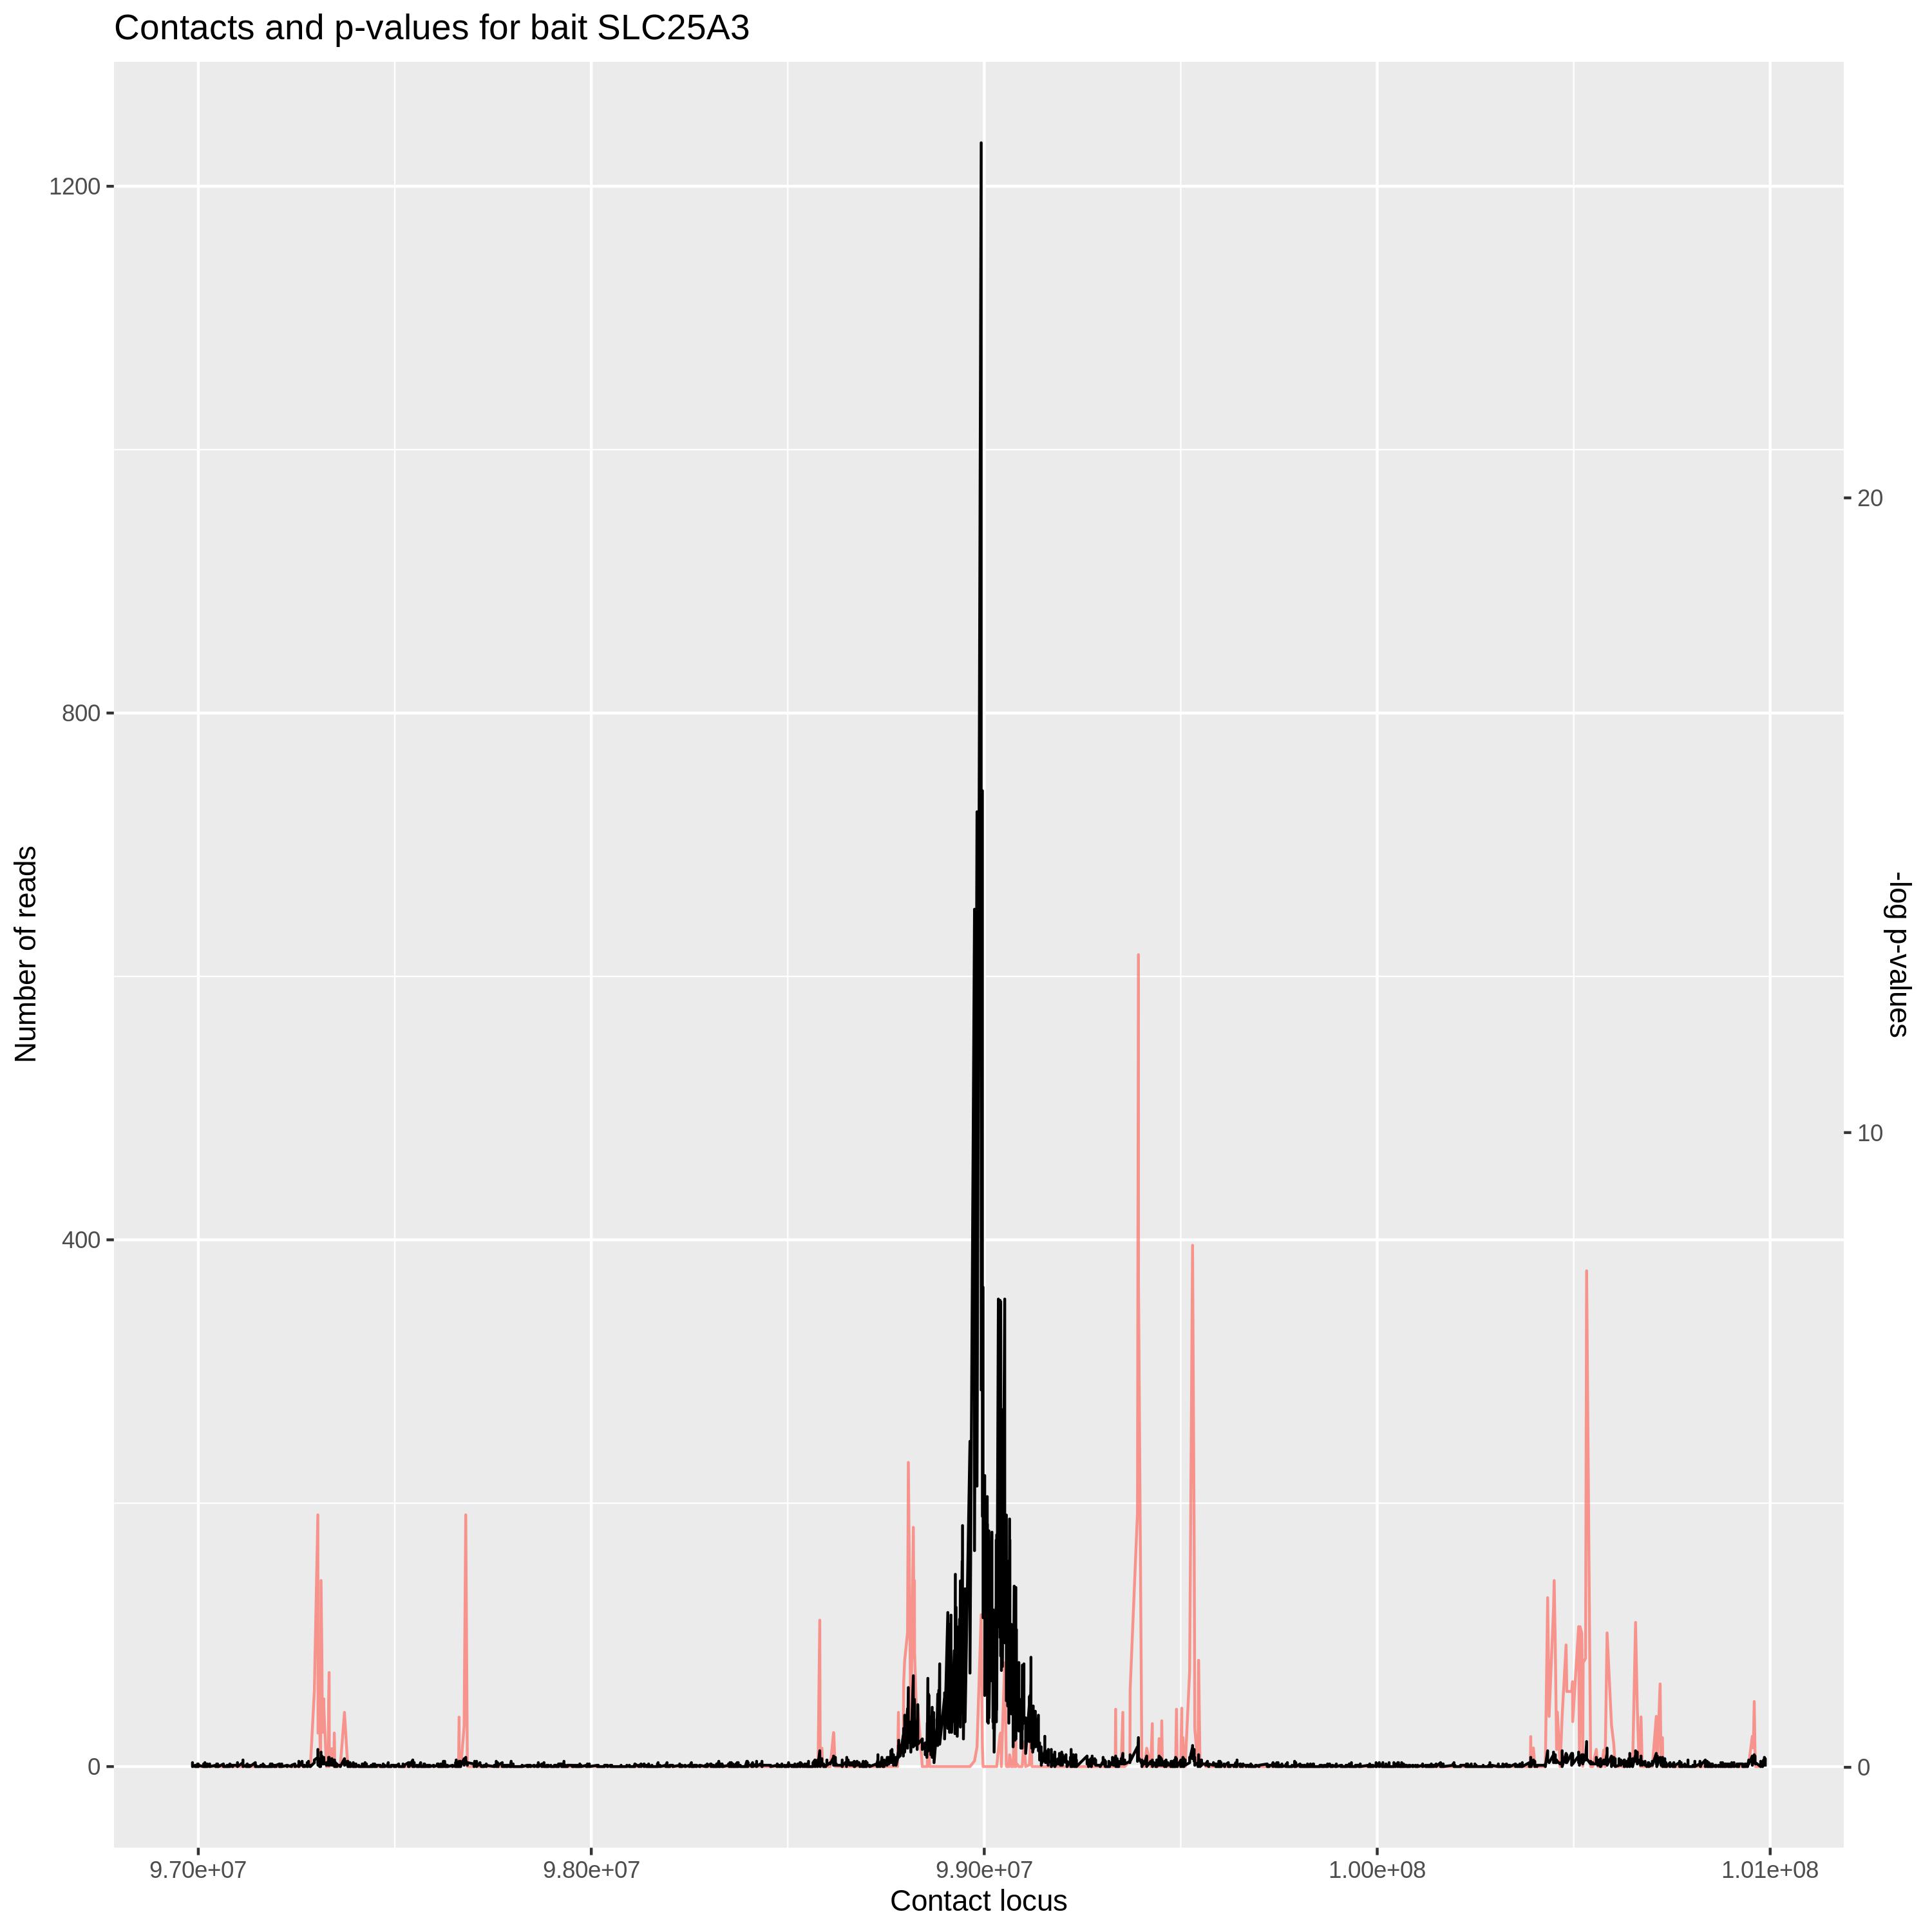 Contacts and p-values for bait SLC25A3
1200
800
400
0
Number of reads
20
10
0
-log p-values
9.70e+07
9.80e+07
9.90e+07
1.00e+08
1.01e+08
Contact locus